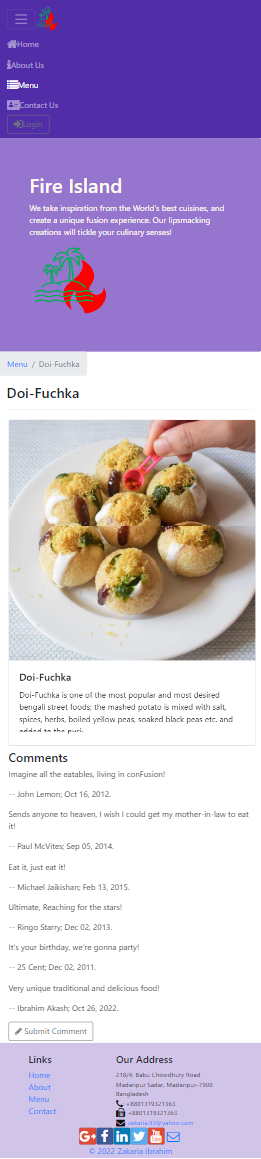 Home
About Us
Menu
Contact Us
Login
Fire Island
We take inspiration from the World's best cuisines, and
create a unique fusion experience. Our lipsmacking
creations will tickle your culinary senses!
Menu / Doi-Fuchka
Doi-Fuchka
Doi-Fuchka
Doi-Fuchka is one of the most popular and most desired
bengali street foods; the mashed potato is mixed with salt,
spices, herbs, boiled yellow peas, soaked black peas etc. and
added to the puri;
Comments
Imagine all the eatables, living in conFusion!
-- John Lemon; Oct 16, 2012.
Sends anyone to heaven, I wish I could get my mother-in-law to eat
it!
-- Paul McVites; Sep 05, 2014.
Eat it, just eat it!
-- Michael Jaikishan; Feb 13, 2015.
Ultimate, Reaching for the stars!
-- Ringo Starry; Dec 02, 2013.
It's your birthday, we're gonna party!
-- 25 Cent; Dec 02, 2011.
Very unique traditional and delicious food!
-- Ibrahim Akash; Oct 26, 2022.
Submit Comment
Links
Home
About
Menu
Contact
Our Address
218/4, Babu Chowdhury Road
Madaripur Sadar, Madaripur-7900
Bangladesh
+8801319321363
+8801319321363
zakaria.93@yahoo.com
© 2022 Zakaria Ibrahim